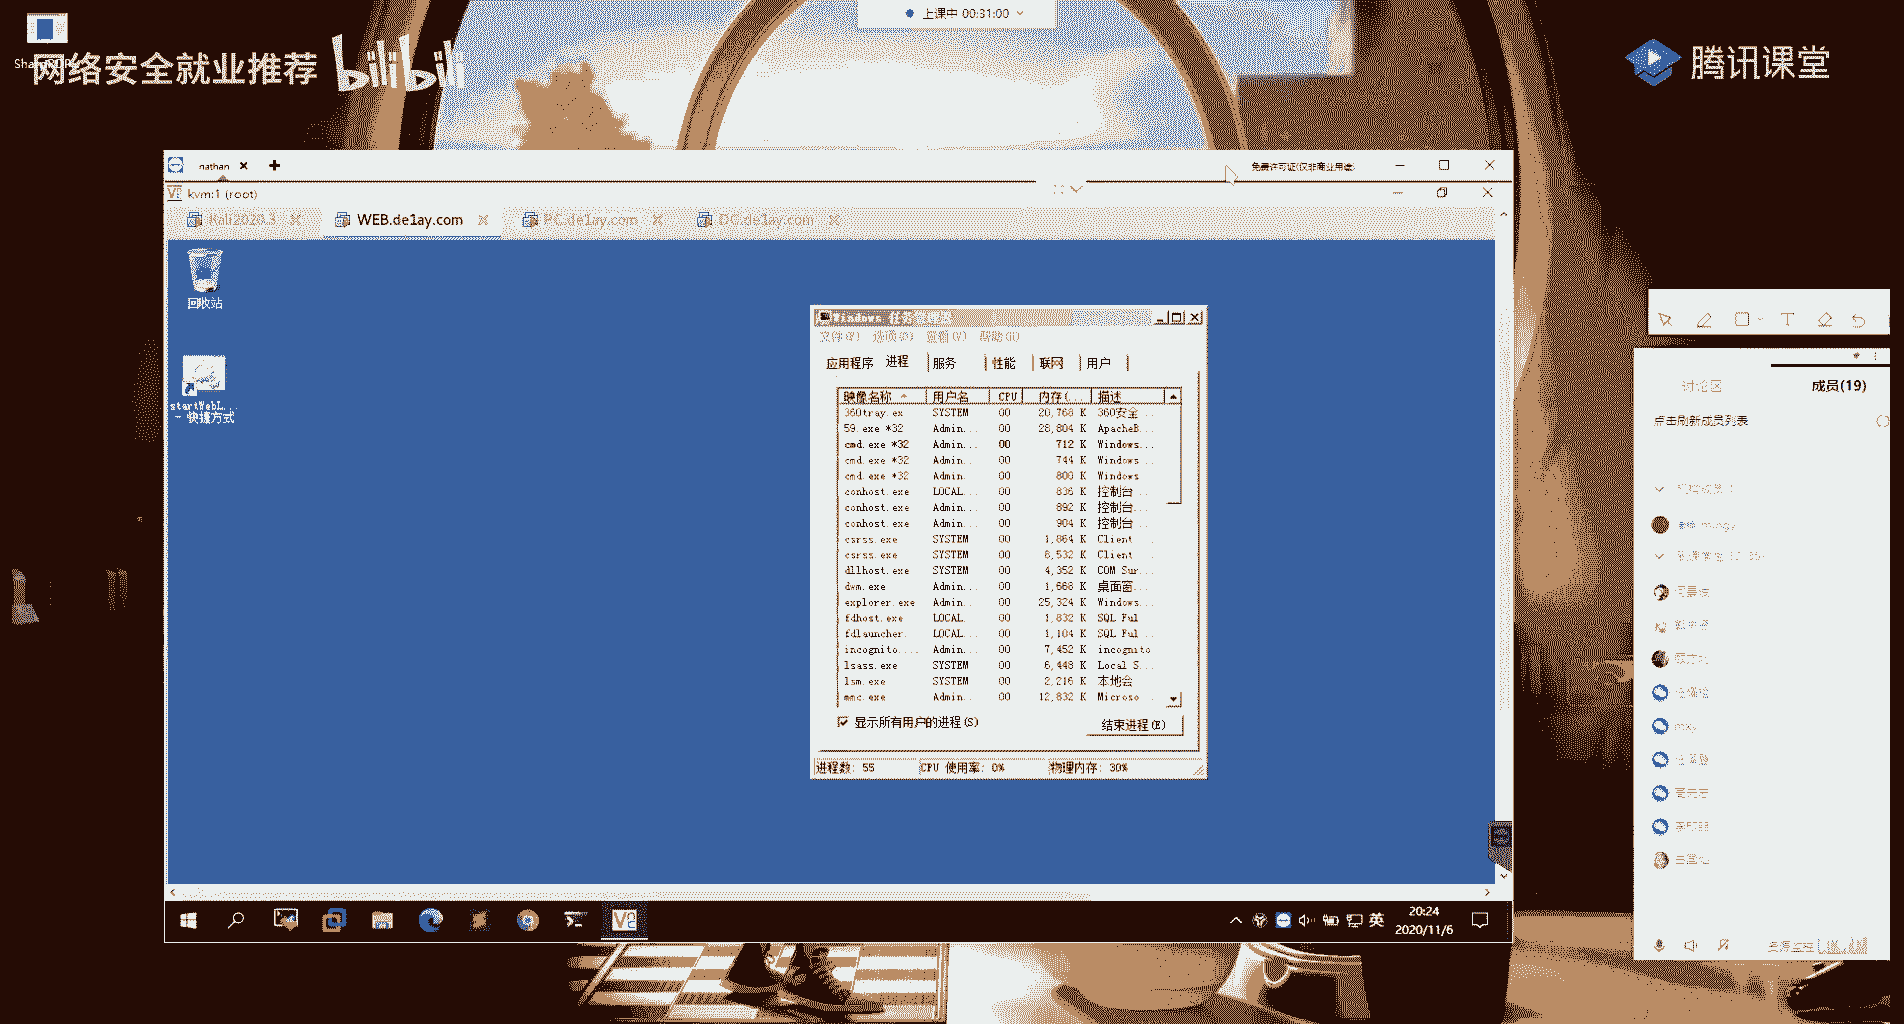 上课中 00:31:00
网络安全就业推荐
bilibili
腾讯课堂
nathan
免费许可证(仅非商业用途)
kvm:1 (root)
Kali2020.3
WEB.de1ay.com
PC.de1ay.com
DC.de1ay.com
回收站
startWebL...
- 快捷方式
Windows 任务管理器
文件(F) 选项(O) 查看(V) 帮助(H)
应用程序 进程 服务 性能 联网 用户
映像名称 用户名 CPU 内存(... 描述
360tray.ex SYSTEM 00 20,768 K 360安全...
59.exe *32 Admin... 00 28,804 K ApacheB...
cmd.exe *32 Admin... 00 712 K Windows...
cmd.exe *32 Admin... 00 744 K Windows...
cmd.exe *32 Admin... 00 800 K Windows
conhost.exe LOCAL... 00 836 K 控制台...
conhost.exe Admin... 00 892 K 控制台...
conhost.exe Admin... 00 904 K 控制台...
csrss.exe SYSTEM 00 1,864 K Client
csrss.exe SYSTEM 00 8,532 K Client
dllhost.exe SYSTEM 00 4,352 K COM Sur...
dwm.exe Admin... 00 1,668 K 桌面窗...
explorer.exe Admin... 00 25,324 K Windows...
fdhost.exe LOCAL... 00 1,832 K SQL Ful
fdlauncher. LOCAL... 00 1,104 K SQL Ful...
incognito.... Admin... 00 7,452 K incognito
lsass.exe SYSTEM 00 6,448 K Local S...
lsm.exe SYSTEM 00 2,216 K 本地会
mmc.exe Admin... 00 12,832 K Microso...
显示所有用户的进程(S)
结束进程(E)
进程数: 55 CPU 使用率: 0% 物理内存: 30%
讨论区 成员(19)
点击刷新成员列表
英
20:24
2020/11/6